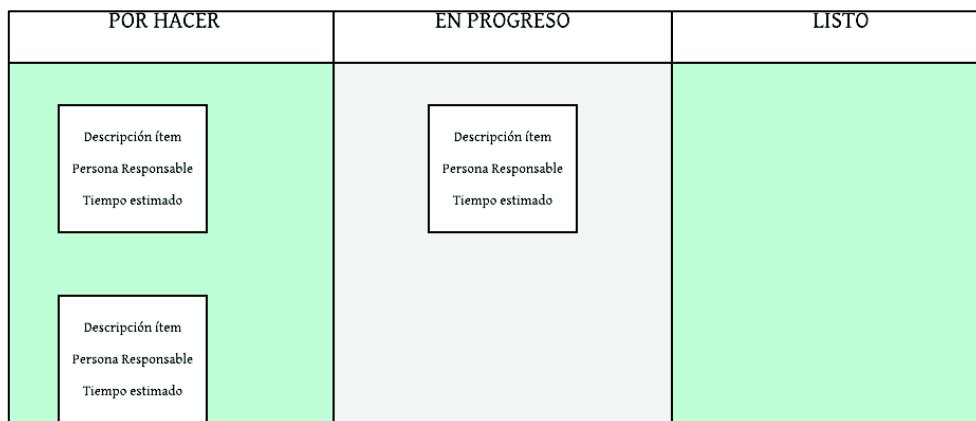 POR HACER
EN PROGRESO
LISTO
Descripción ítem
Persona Responsable
Tiempo estimado
Descripción ítem
Persona Responsable
Tiempo estimado
Descripción ítem
Persona Responsable
Tiempo estimado